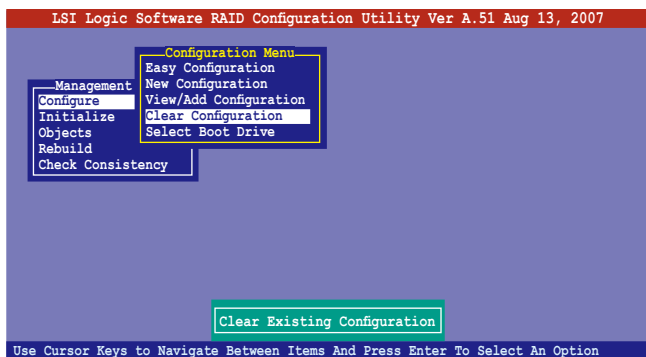 LSI Logic Software RAID Configuration Utility Ver A.51 Aug 13, 2007
Configuration Menu
Easy Configuration
New Configuration
View/Add Configuration
Clear Configuration
Select Boot Drive
Management
Configure
Initialize
Objects
Rebuild
Check Consistency
Clear Existing Configuration
Use Cursor Keys to Navigate Between Items And Press Enter To Select An Option